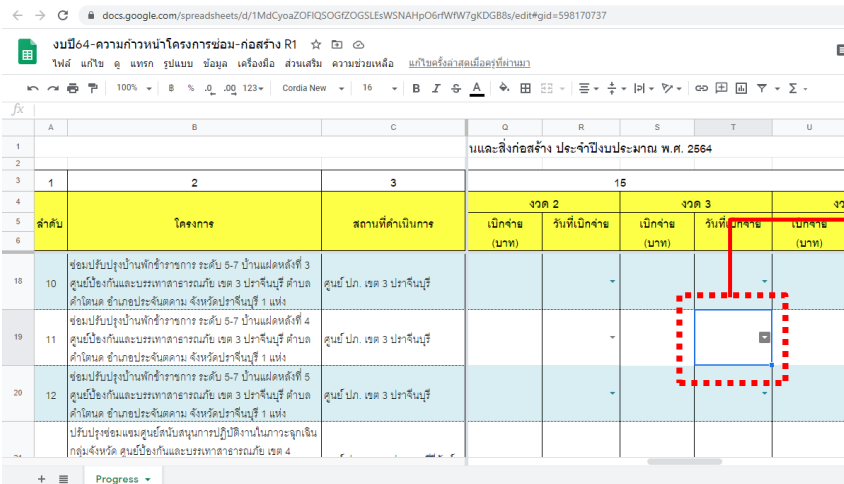 docs.google.com/spreadsheets/d/1MdCyoaZOFIQSOGfZOGSLEsWSNAHpO6rfWfW7gKDGB8s/edit#gid=598170737
งบปี64-ความก้าวหน้าโครงการซ่อม-ก่อสร้าง R1
ไฟล์ แก้ไข ดู แทรก รูปแบบ ข้อมูล เครื่องมือ ส่วนเสริม ความช่วยเหลือ แก้ไขครั้งล่าสุดเมื่อครู่ที่ผ่านมา
100% B % .0 .00 123 Cordia New 16 B I S A
fx
A B C Q R S T U
1 นและสิ่งก่อสร้าง ประจำปีงบประมาณ พ.ศ. 2564
2
3 1 2 3 15
4 งวด 2 งวด 3 งว
5 ลำดับ โครงการ สถานที่ดำเนินการ เบิกจ่าย วันที่เบิกจ่าย เบิกจ่าย วันที่เบิกจ่าย เบิกจ่าย
6 (บาท) (บาท) (บาท)
ซ่อมปรับปรุงบ้านพักข้าราชการ ระดับ 5-7 บ้านแฝดหลังที่ 3
18 10 ศูนย์ป้องกันและบรรเทาสาธารณภัย เขต 3 ปราจีนบุรี ตำบล ศูนย์ ปภ. เขต 3 ปราจีนบุรี
ดำโตนด อำเภอประจันตคาม จังหวัดปราจีนบุรี 1 แห่ง
ซ่อมปรับปรุงบ้านพักข้าราชการ ระดับ 5-7 บ้านแฝดหลังที่ 4
19 11 ศูนย์ป้องกันและบรรเทาสาธารณภัย เขต 3 ปราจีนบุรี ตำบล ศูนย์ ปภ. เขต 3 ปราจีนบุรี
ดำโตนด อำเภอประจันตคาม จังหวัดปราจีนบุรี 1 แห่ง
ซ่อมปรับปรุงบ้านพักข้าราชการ ระดับ 5-7 บ้านแฝดหลังที่ 5
20 12 ศูนย์ป้องกันและบรรเทาสาธารณภัย เขต 3 ปราจีนบุรี ตำบล ศูนย์ ปภ. เขต 3 ปราจีนบุรี
ดำโตนด อำเภอประจันตคาม จังหวัดปราจีนบุรี 1 แห่ง
ปรับปรุงซ่อมแซมศูนย์สนับสนุนการปฏิบัติงานในภาวะฉุกเฉิน
กลุ่มจังหวัด ศูนย์ป้องกันและบรรเทาสาธารณภัย เขต 4
Progress